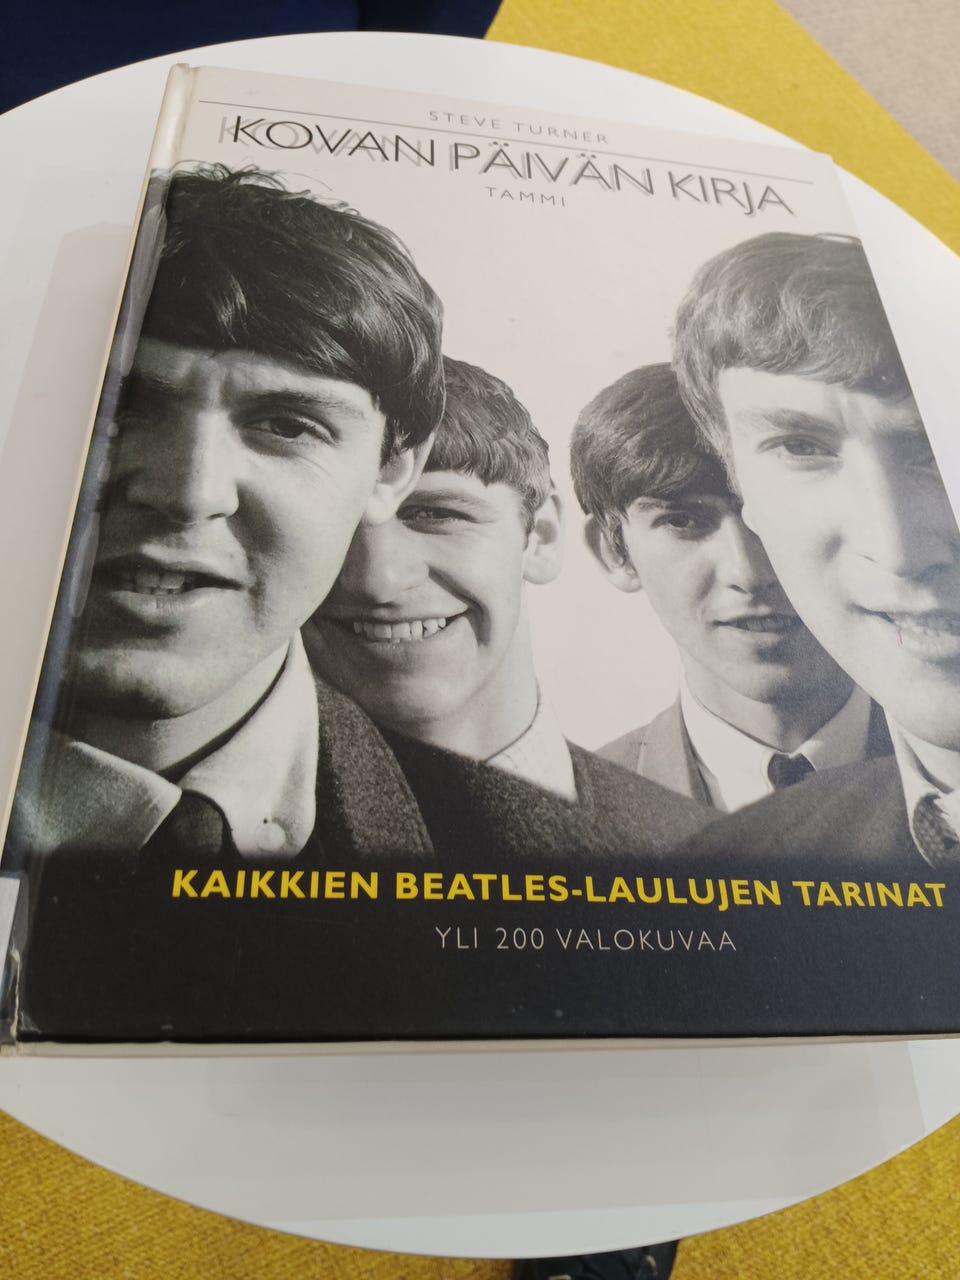 STEVE TURNER
KOVAN PÄIVÄN KIRJA
TAMMI
KAIKKIEN BEATLES-LAULUJEN TARINAT
YLI 200 VALOKUVAA